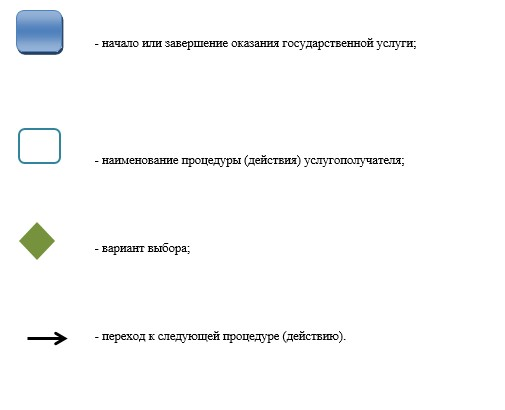 - начало или завершение оказания государственной услуги;
- наименование процедуры (действия) услугополучателя;
- вариант выбора;
- переход к следующей процедуре (действию).